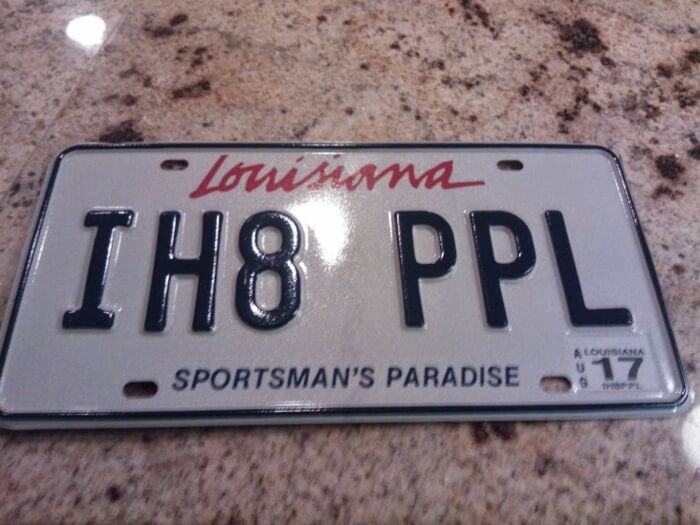 Louisiana
IH8 PPL
SPORTSMAN'S PARADISE
AUG
LOUISIANA
17
IH8PPL